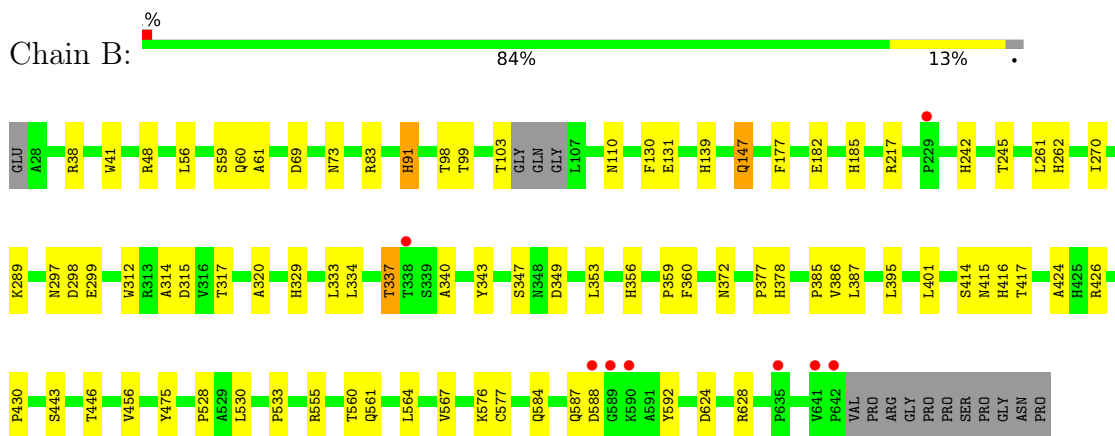 %
Chain B:
84% 13% •
GLU A28 R38 W41 R48 L56 S59 Q60 A61 D69 N73 R83 H91 T98 T99 T103 GLY GLN GLY L107 N110 F130 E131 H139 Q147 F177 E182 H185 R217 P229 H242 T245 L261 H262 I270
K289 N297 D298 E299 W312 R313 A314 D315 V316 T317 A320 H329 L333 L334 T337 T338 S339 A340 Y343 S347 N348 D349 L353 H356 P359 F360 N372 P377 H378 P385 V386 L387 L395 L401 S414 N415 H416 T417 A424 H425 R426
P430 S443 T446 V456 Y475 P528 A529 L530 P533 R555 T560 Q561 L564 V567 K576 C577 Q584 Q587 D588 G589 K590 A591 Y592 D624 R628 P635 V641 P642 VAL PRO ARG GLY PRO PRO SER PRO GLY ASN PRO